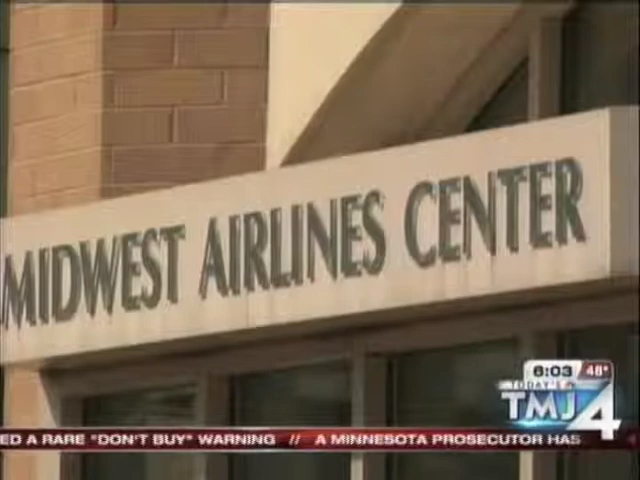 MIDWEST AIRLINES CENTER
6:03 48°
TODAY'S
TMJ4
ED A RARE "DON'T BUY" WARNING // A MINNESOTA PROSECUTOR HAS